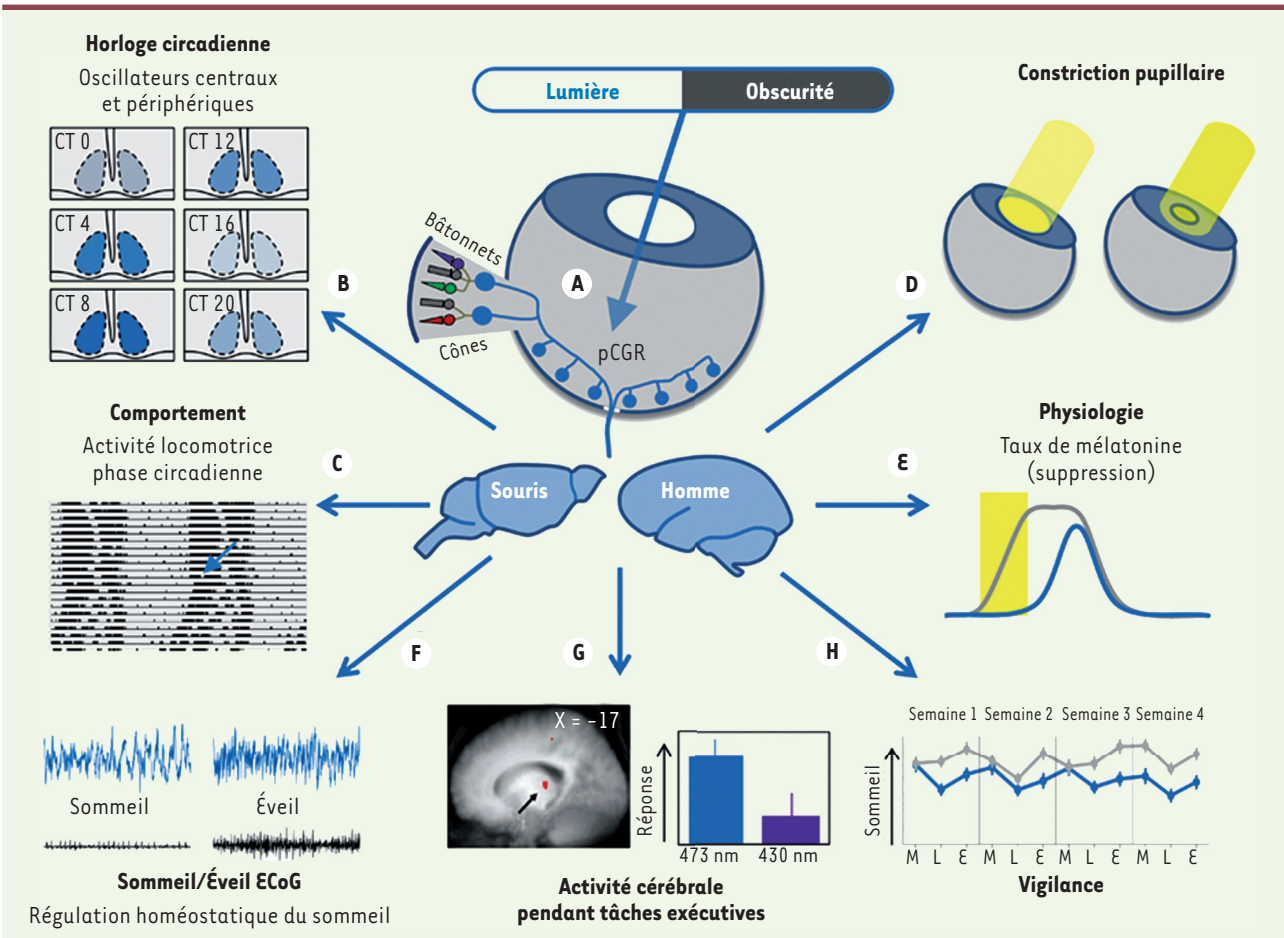 Horloge circadienne
Oscillateurs centraux
et périphériques
CT 0
CT 12
CT 4
CT 16
CT 8
CT 20
Lumière
Obscurité
Constriction pupillaire
Bâtonnets
Cônes
A
pCGR
B
D
Comportement
Activité locomotrice
phase circadienne
C
Souris
Homme
E
Physiologie
Taux de mélatonine
(suppression)
F
G
H
Sommeil
Éveil
Sommeil/Éveil ECoG
Régulation homéostatique du sommeil
X = -17
Réponse
473 nm
430 nm
Activité cérébrale
pendant tâches exécutives
Semaine 1 Semaine 2 Semaine 3 Semaine 4
Sommeil
M L E M L E M L E M L E
Vigilance